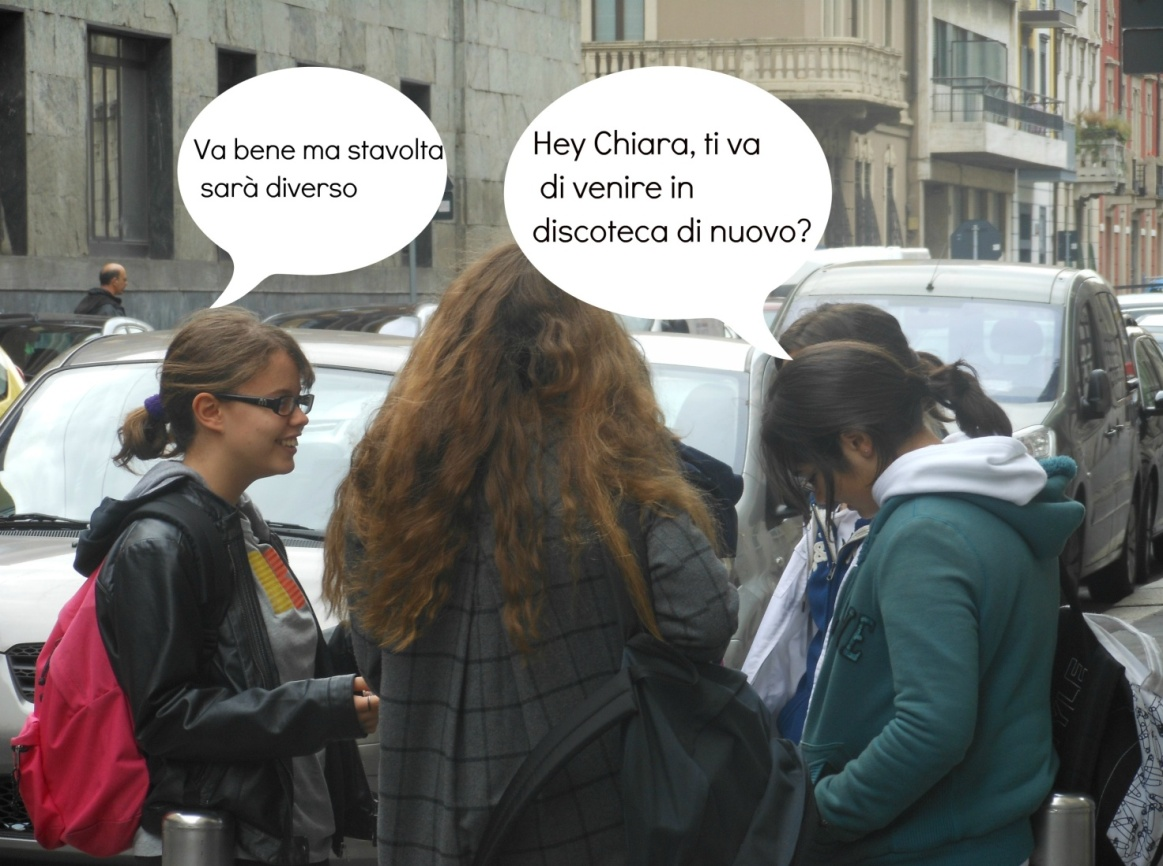 Va bene ma stavolta
sarà diverso
Hey Chiara, ti va
di venire in
discoteca di nuovo?